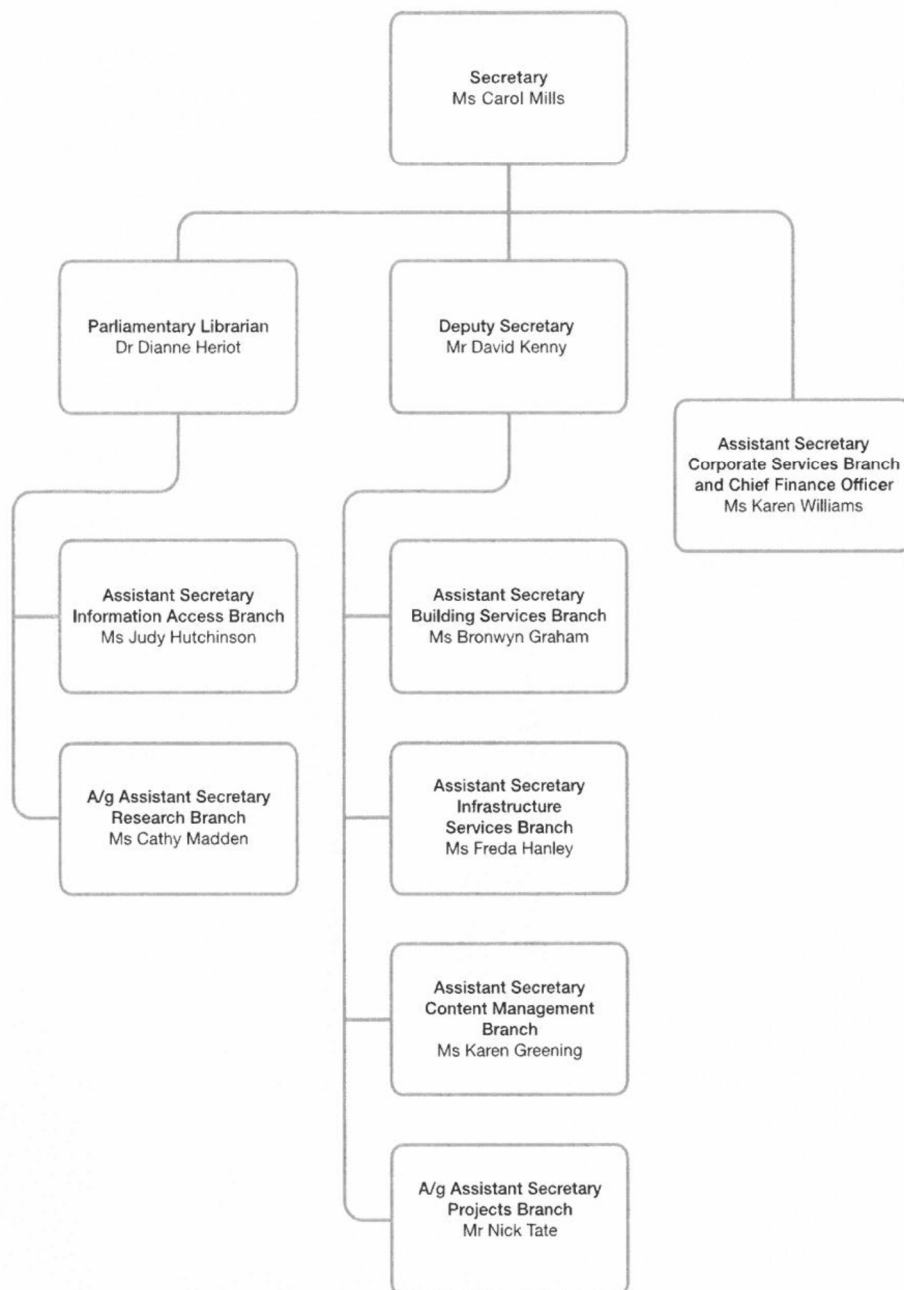 Secretary
Ms Carol Mills
Parliamentary Librarian
Dr Dianne Heriot
Deputy Secretary
Mr David Kenny
Assistant Secretary
Corporate Services Branch
and Chief Finance Officer
Ms Karen Williams
Assistant Secretary
Information Access Branch
Ms Judy Hutchinson
A/g Assistant Secretary
Research Branch
Ms Cathy Madden
Assistant Secretary
Building Services Branch
Ms Bronwyn Graham
Assistant Secretary
Infrastructure
Services Branch
Ms Freda Hanley
Assistant Secretary
Content Management
Branch
Ms Karen Greening
A/g Assistant Secretary
Projects Branch
Mr Nick Tate